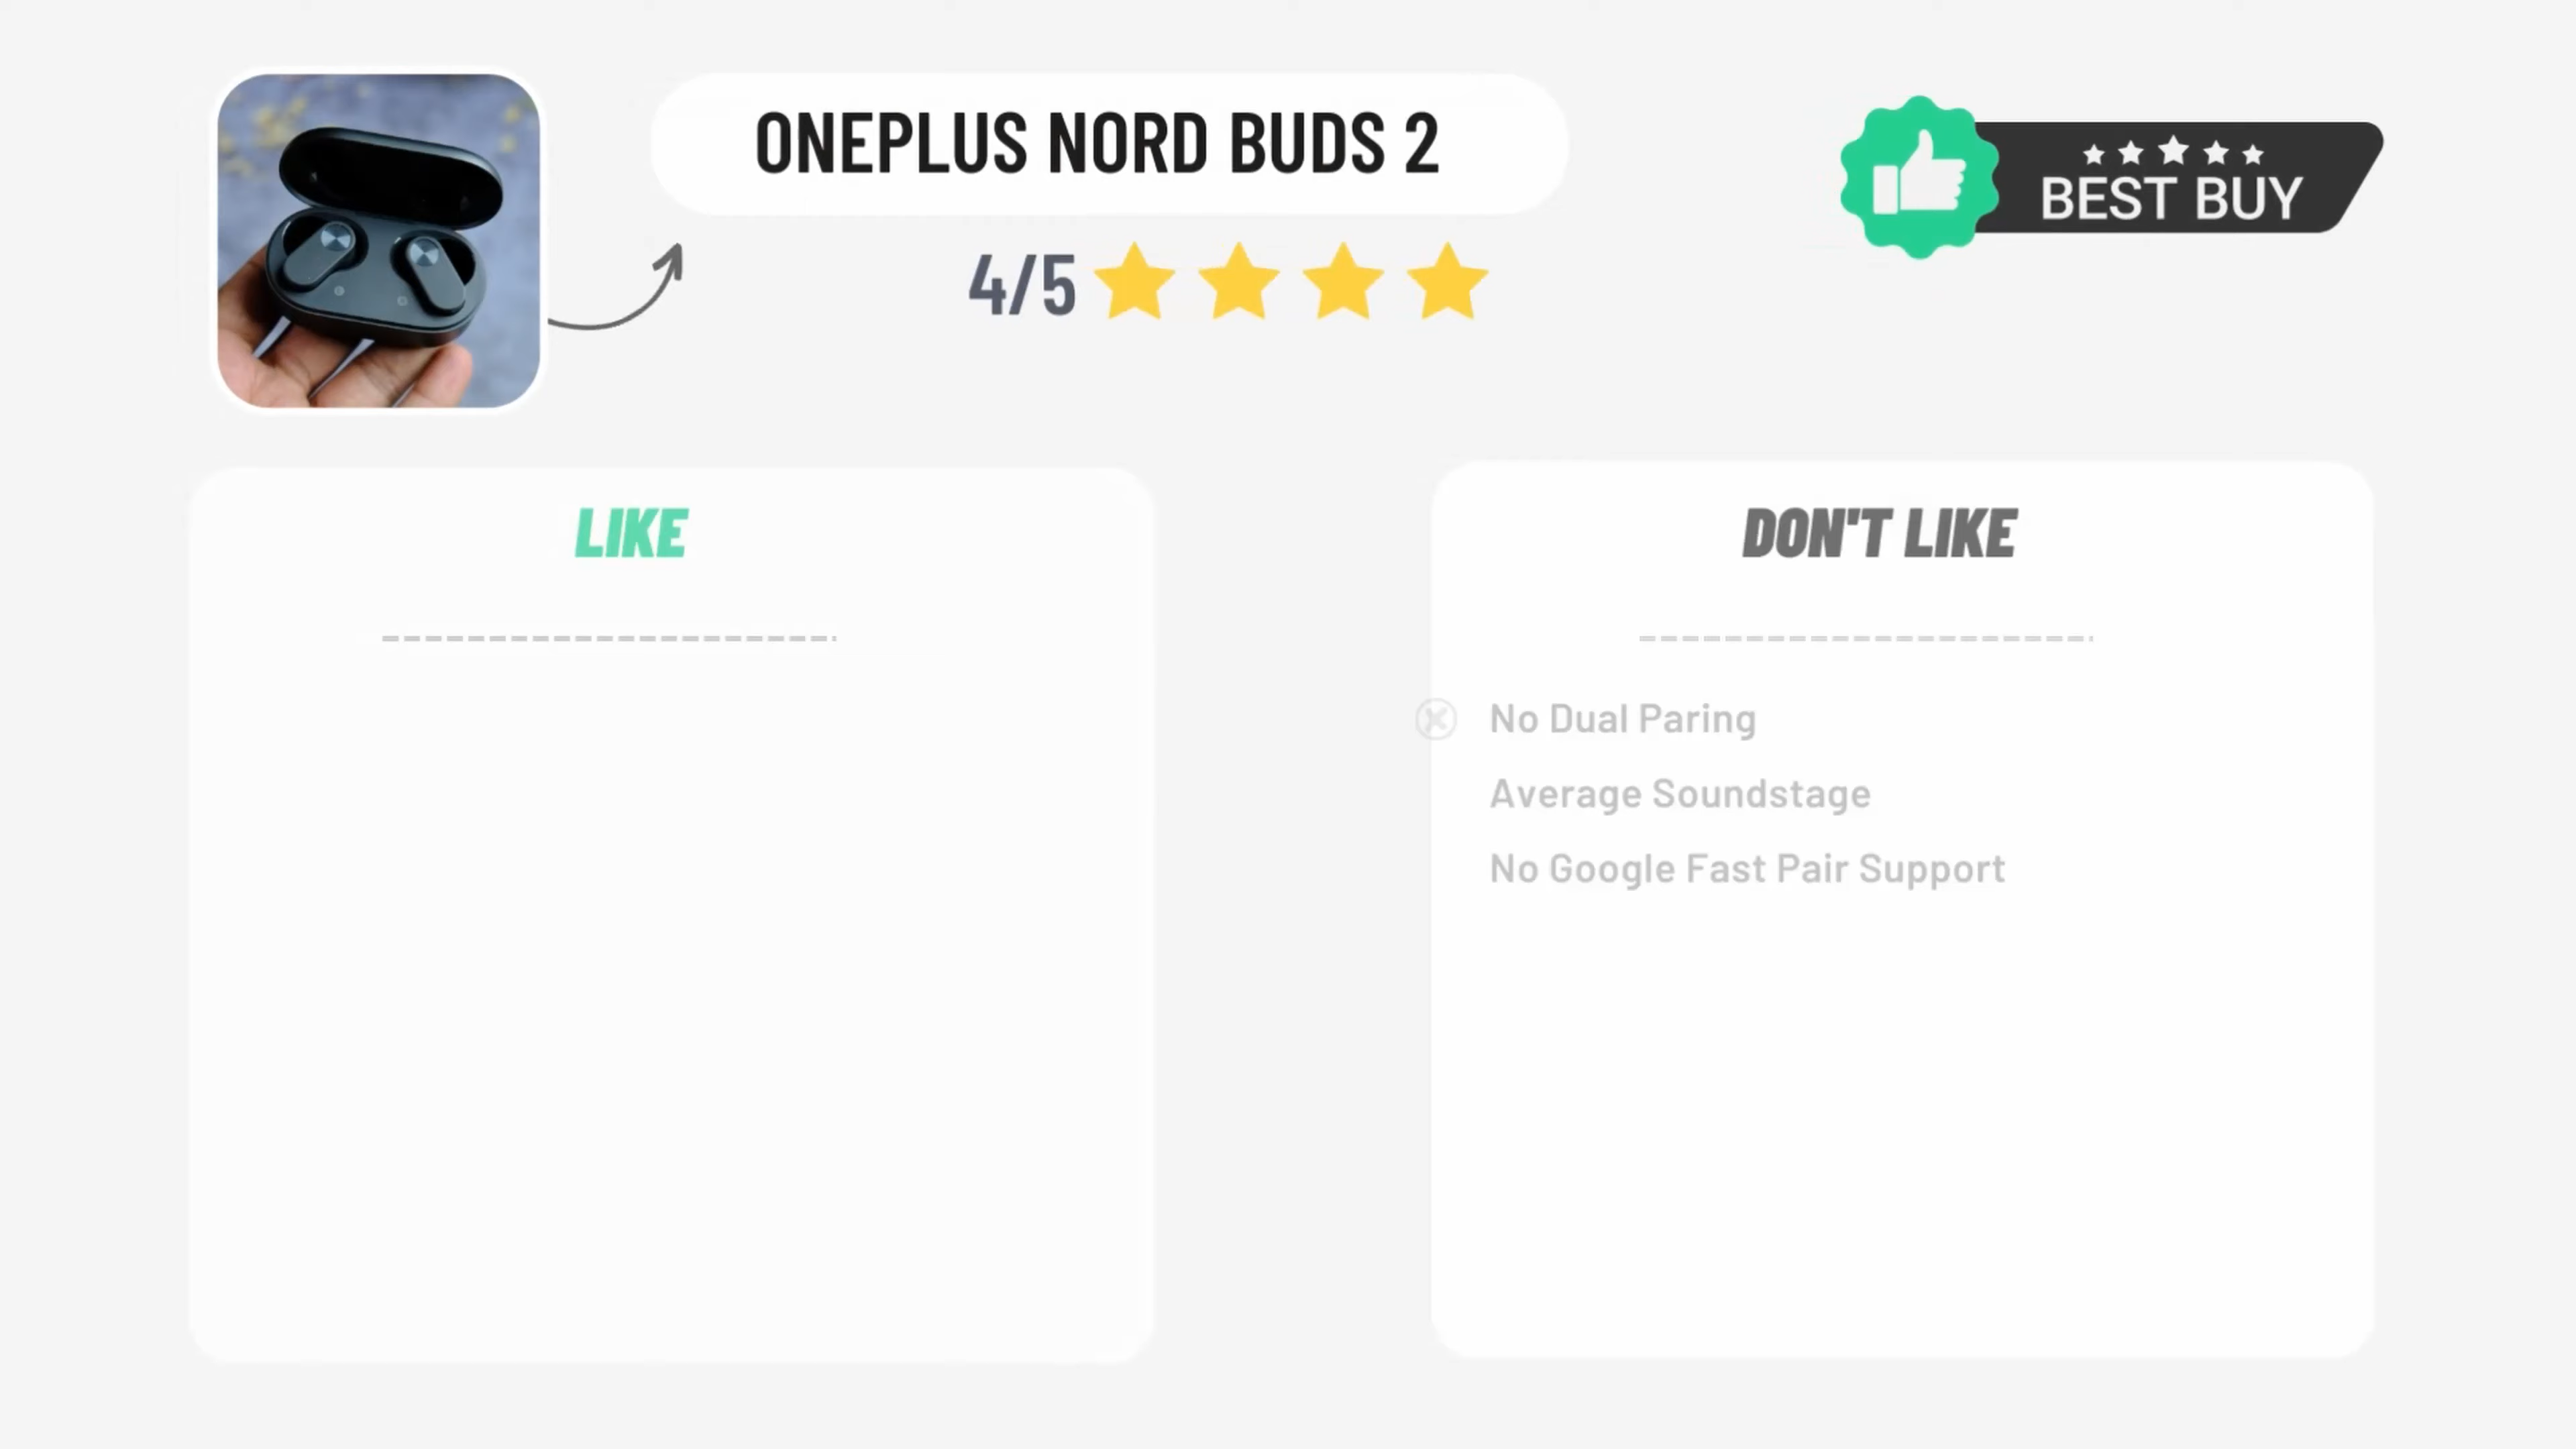 ONEPLUS NORD BUDS 2
4/5
BEST BUY
LIKE
DON'T LIKE
No Dual Paring
Average Soundstage
No Google Fast Pair Support